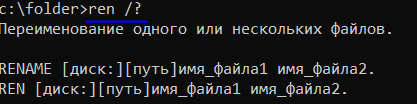 c:\folder>ren /?
Переименование одного или нескольких файлов.
RENAME [диск:][путь]имя_файла1 имя_файла2.
REN [диск:][путь]имя_файла1 имя_файла2.